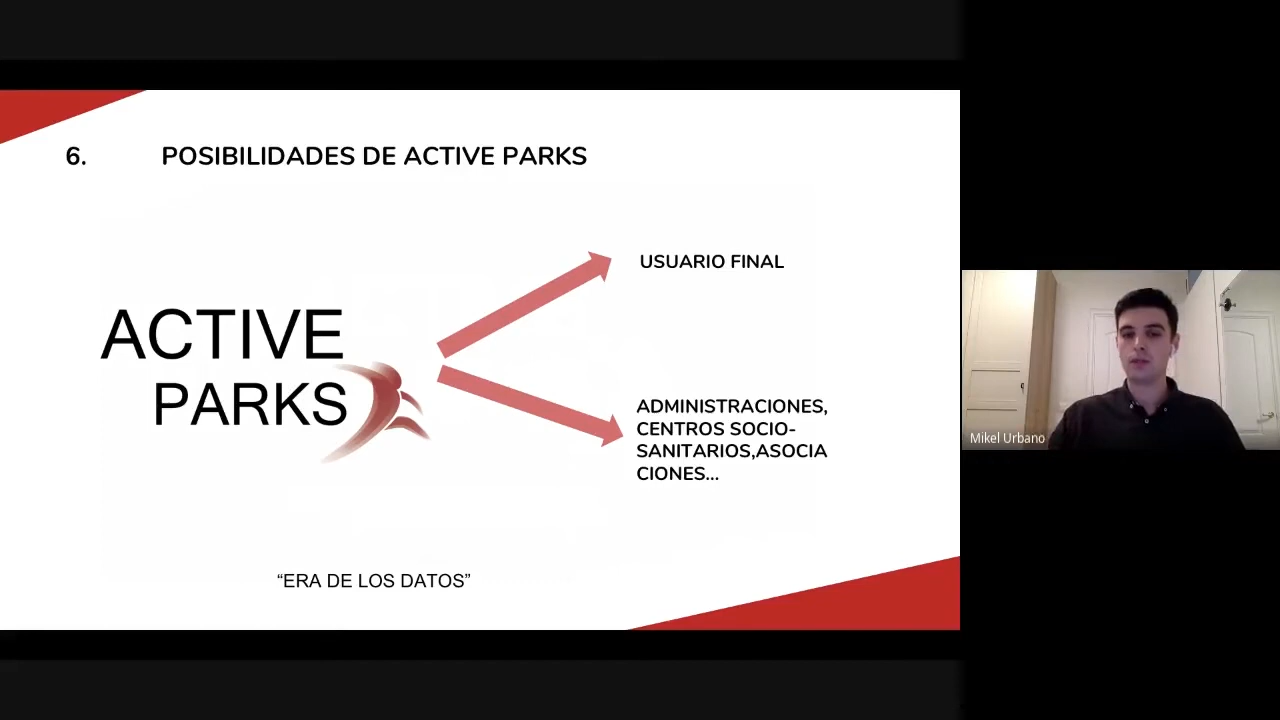 6. POSIBILIDADES DE ACTIVE PARKS
USUARIO FINAL
ACTIVE
PARKS
ADMINISTRACIONES,
CENTROS SOCIO-
SANITARIOS,ASOCIA
CIONES...
“ERA DE LOS DATOS”
Mikel Urbano